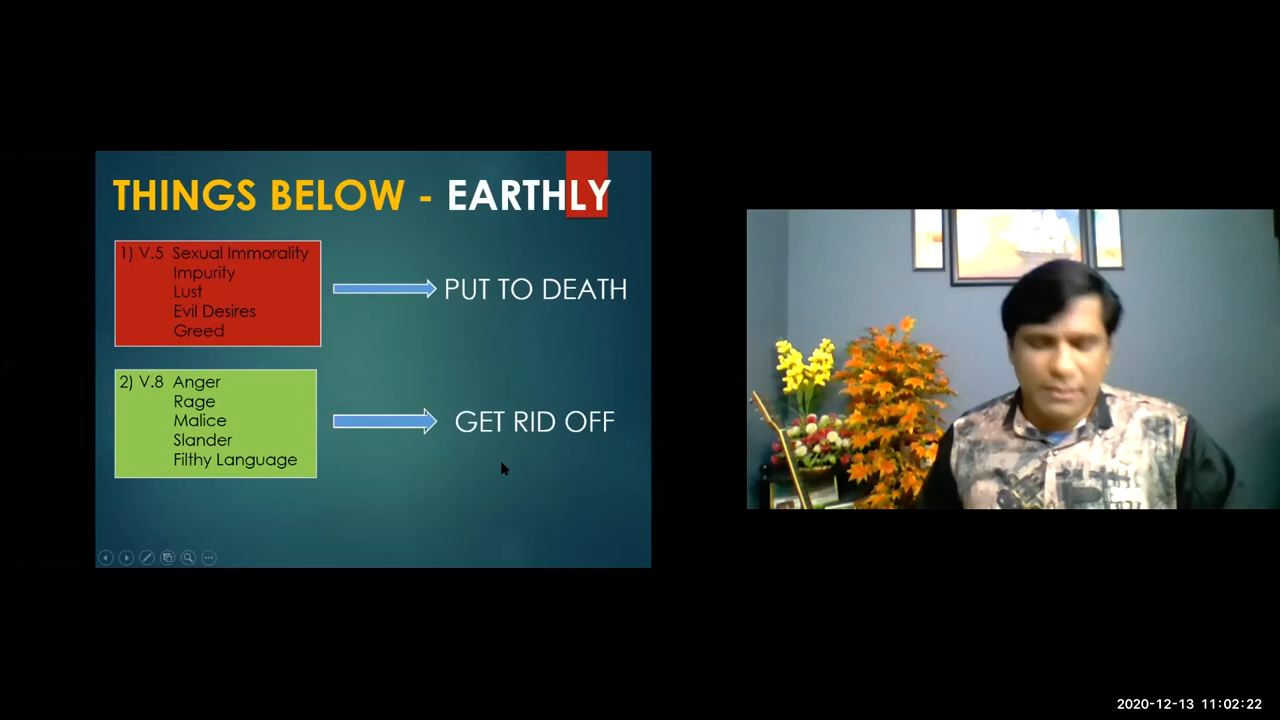 THINGS BELOW - EARTHLY
1) V.5 Sexual Immorality
Impurity
Lust
Evil Desires
Greed
PUT TO DEATH
2) V.8 Anger
Rage
Malice
Slander
Filthy Language
GET RID OFF
2020-12-13 11:02:22